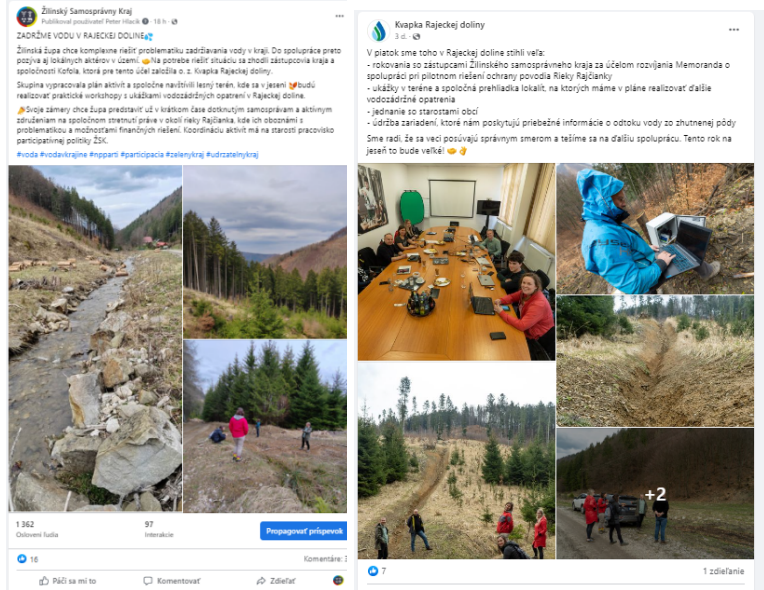 Žilinský Samosprávny Kraj
Publikoval používateľ Peter Hlacik · 18 h ·
ZADRŽME VODU V RAJECKEJ DOLINE💦
Žilinská župa chce komplexne riešiť problematiku zadržiavania vody v kraji. Do spolupráce preto
pozýva aj lokálnych aktérov v území. 🤝Na potrebe riešiť situáciu sa zhodli zástupcovia kraja a
spoločnosti Kofola, ktorá pre tento účel založila o. z. Kvapka Rajeckej doliny.
Skupina vypracovala plán aktivít a spoločne navštívili lesný terén, kde sa v jeseni 🍁budú
realizovať praktické workshopy s ukážkami vodozádržných opatrení v Rajeckej doline.
Svoje zámery chce župa predstaviť už v krátkom čase dotknutým samosprávam a aktívnym
združeniam na spoločnom stretnutí práve v okolí rieky Rajčianka, kde ich oboznámi s
problematikou a možnosťami finančných riešení. Koordináciu aktivít má na starosti pracovisko
participatívnej politiky ŽSK.
#voda #vodavkrajine #npparti #participacia #zelenykraj #udrzatelnykraj
1 362
Oslovení ľudia
97
Interakcie
Propagovať príspevok
16
Komentáre: 3
Páči sa mi to
Komentovať
Zdieľať
Kvapka Rajeckej doliny
3 d. ·
V piatok sme toho v Rajeckej doline stihli veľa:
- rokovania so zástupcami Žilinského samosprávneho kraja za účelom rozvíjania Memoranda o
spolupráci pri pilotnom riešení ochrany povodia Rieky Rajčianky
- ukážky v teréne a spoločná prehliadka lokalít, na ktorých máme v pláne realizovať ďalšie
vodozádržné opatrenia
- jednanie so starostami obcí
- údržba zariadení, ktoré nám poskytujú priebežné informácie o odtoku vody zo zhutnenej pôdy
Sme radi, že sa veci posúvajú správnym smerom a tešíme sa na ďalšiu spoluprácu. Tento rok na
jeseň to bude veľké! 🤝
+2
7
1 zdieľanie